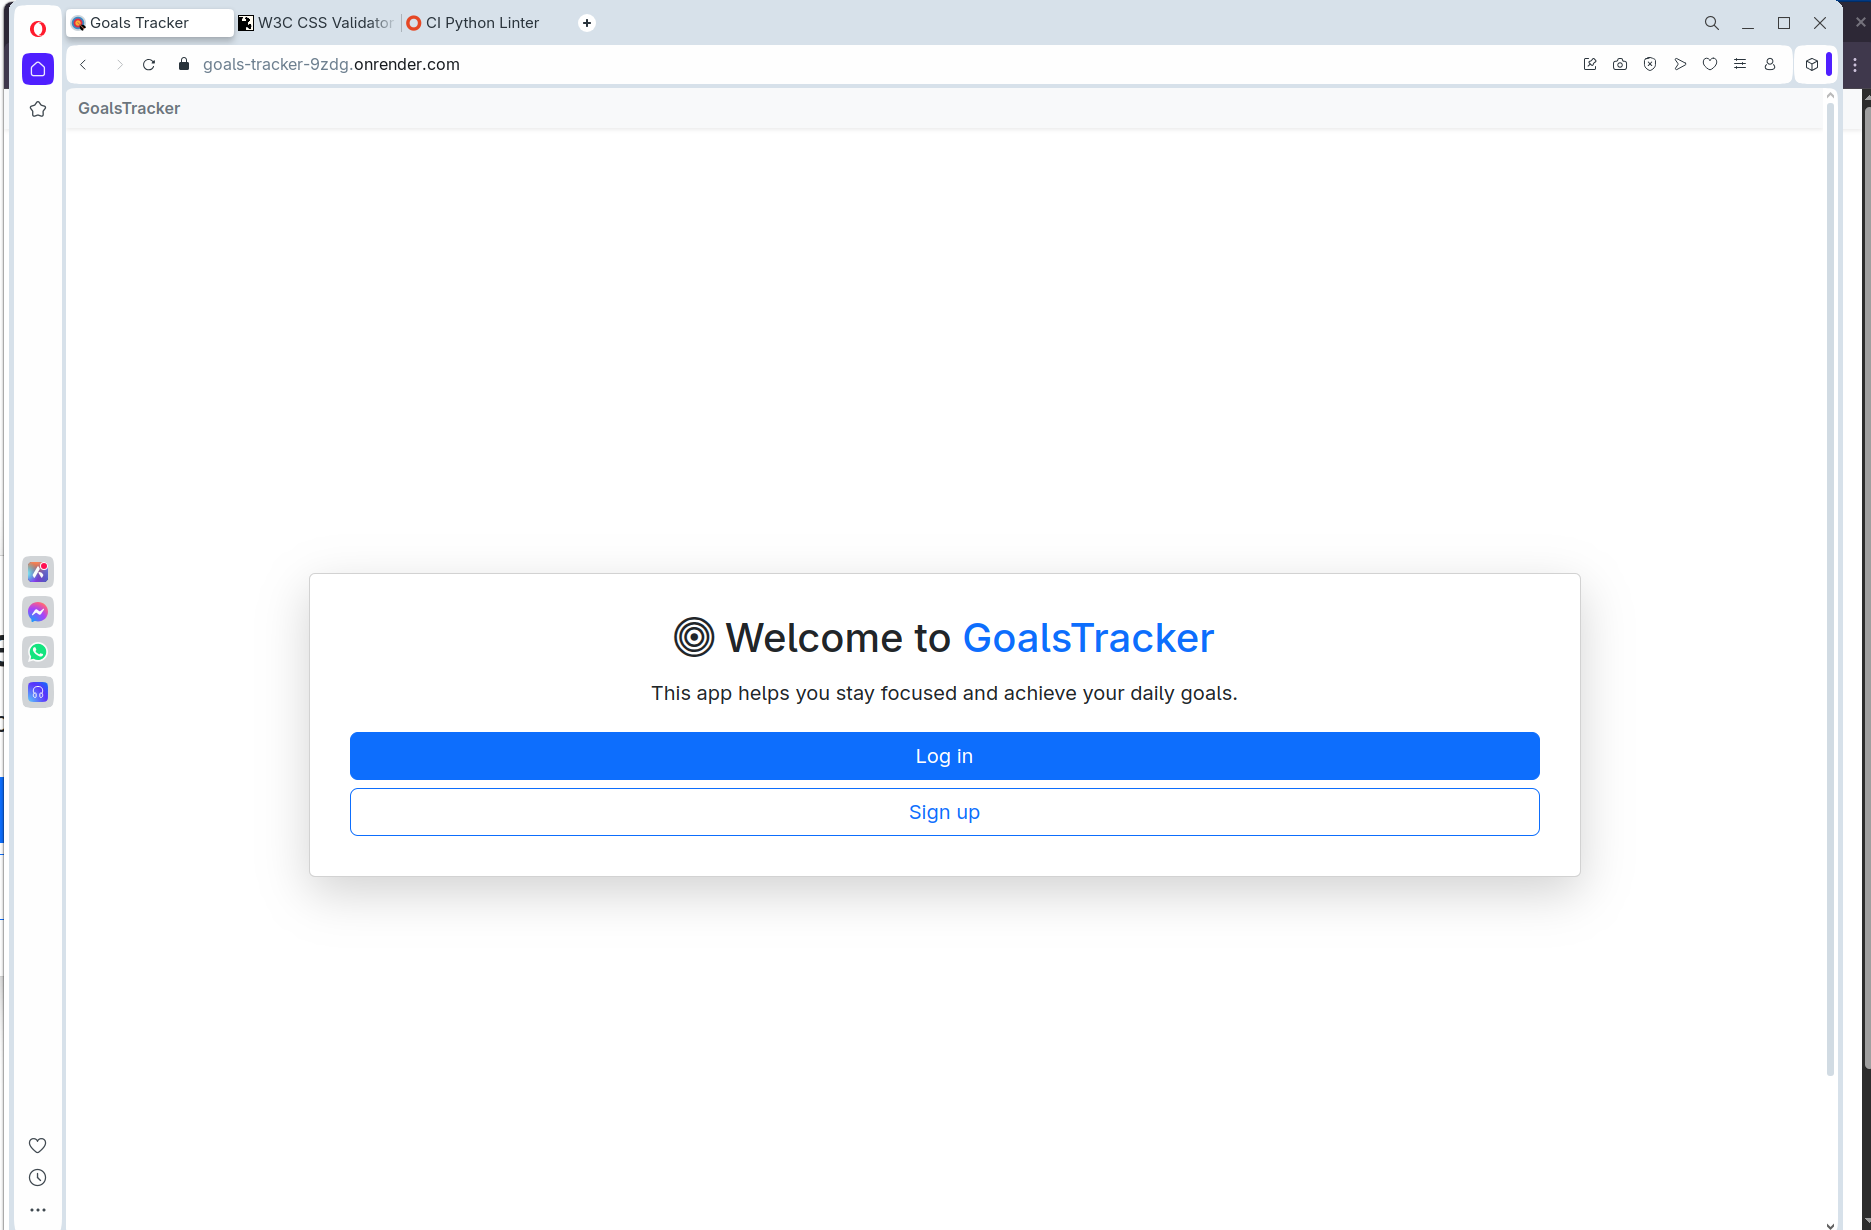 Goals Tracker
W3C CSS Validator
CI Python Linter
goals-tracker-9zdg.onrender.com
GoalsTracker
Welcome to GoalsTracker
This app helps you stay focused and achieve your daily goals.
Log in
Sign up